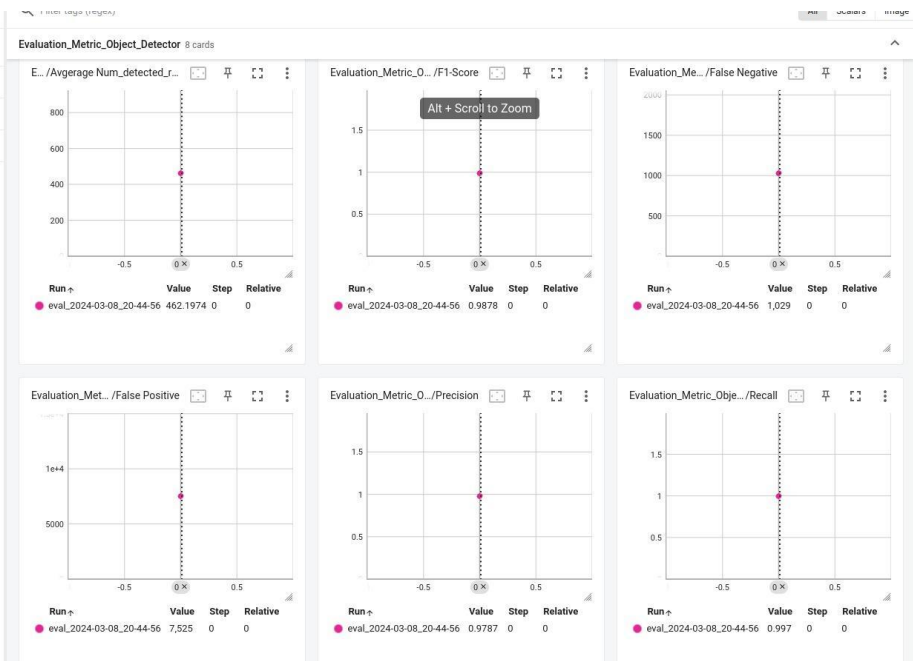 Filter tags (regex) All Scalars Image
Evaluation_Metric_Object_Detector 8 cards
E... /Avgerage Num_detected_r... Evaluation_Metric_O... /F1-Score Evaluation_Me... /False Negative
Alt + Scroll to Zoom
800 600 400 200
-0.5 0 × 0.5
1.5 1 0.5
-0.5 0 × 0.5
2000 1500 1000 500
-0.5 0 × 0.5
Run↑ Value Step Relative
eval_2024-03-08_20-44-56 462.1974 0 0
Run↑ Value Step Relative
eval_2024-03-08_20-44-56 0.9878 0 0
Run↑ Value Step Relative
eval_2024-03-08_20-44-56 1,029 0 0
Evaluation_Met... /False Positive Evaluation_Metric_O... /Precision Evaluation_Metric_Obje... /Recall
1e+4 5000
-0.5 0 × 0.5
1.5 1 0.5
-0.5 0 × 0.5
1.5 1 0.5
-0.5 0 × 0.5
Run↑ Value Step Relative
eval_2024-03-08_20-44-56 7,525 0 0
Run↑ Value Step Relative
eval_2024-03-08_20-44-56 0.9787 0 0
Run↑ Value Step Relative
eval_2024-03-08_20-44-56 0.997 0 0